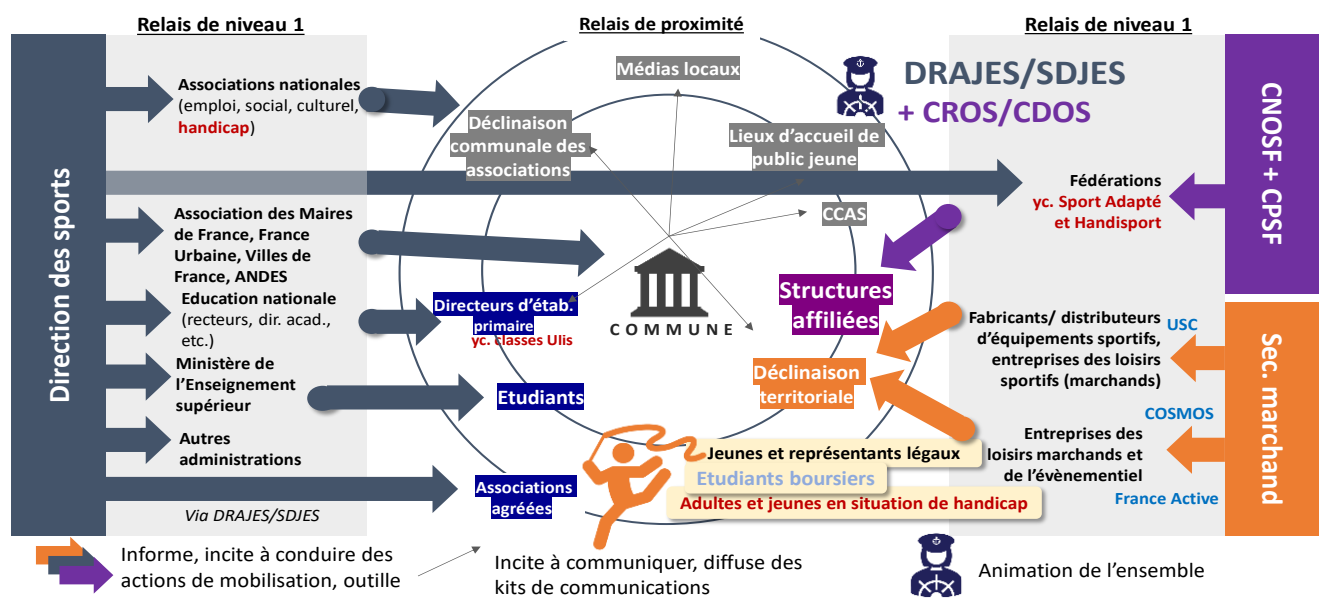 Relais de niveau 1
Relais de proximité
Relais de niveau 1
Direction des sports
Associations nationales
(emploi, social, culturel,
handicap)
Association des Maires
de France, France
Urbaine, Villes de
France, ANDES
Education nationale
(recteurs, dir. acad.,
etc.)
Ministère de
l’Enseignement
supérieur
Autres
administrations
Via DRAJES/SDJES
Médias locaux
Déclinaison
communale des
associations
Lieux d’accueil de
public jeune
CCAS
COMMUNE
Directeurs d’étab.
primaire
yc. classes Ulis
Etudiants
Associations
agréées
Structures
affiliées
Déclinaison
territoriale
Jeunes et représentants légaux
Etudiants boursiers
Adultes et jeunes en situation de handicap
DRAJES/SDJES
+ CROS/CDOS
Fédérations
yc. Sport Adapté
et Handisport
Fabricants/ distributeurs
d’équipements sportifs,
entreprises des loisirs
sportifs (marchands)
USC
COSMOS
Entreprises des
loisirs marchands et
de l’évènementiel
France Active
CNOSF + CPSF
Sec. marchand
Informe, incite à conduire des
actions de mobilisation, outille
Incite à communiquer, diffuse des
kits de communications
Animation de l’ensemble